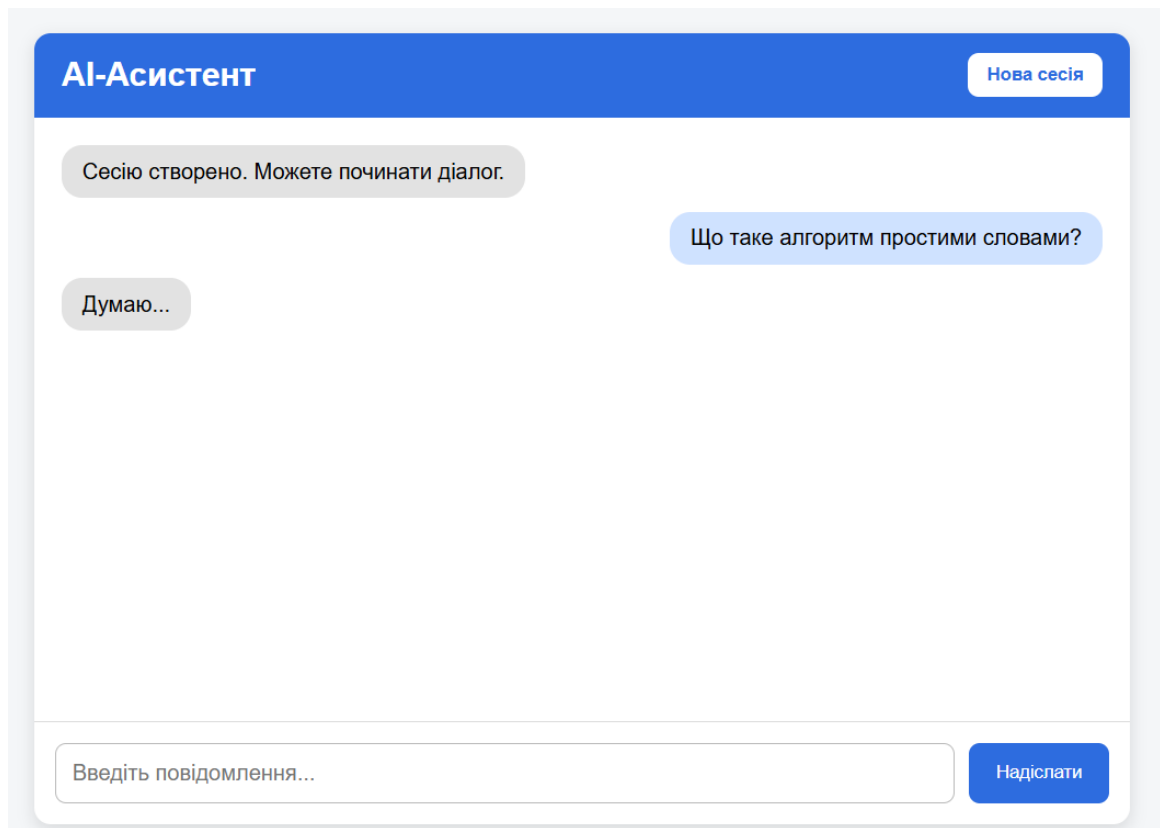 AI-Асистент
Нова сесія
Сесію створено. Можете починати діалог.
Що таке алгоритм простими словами?
Думаю...
Введіть повідомлення...
Надіслати